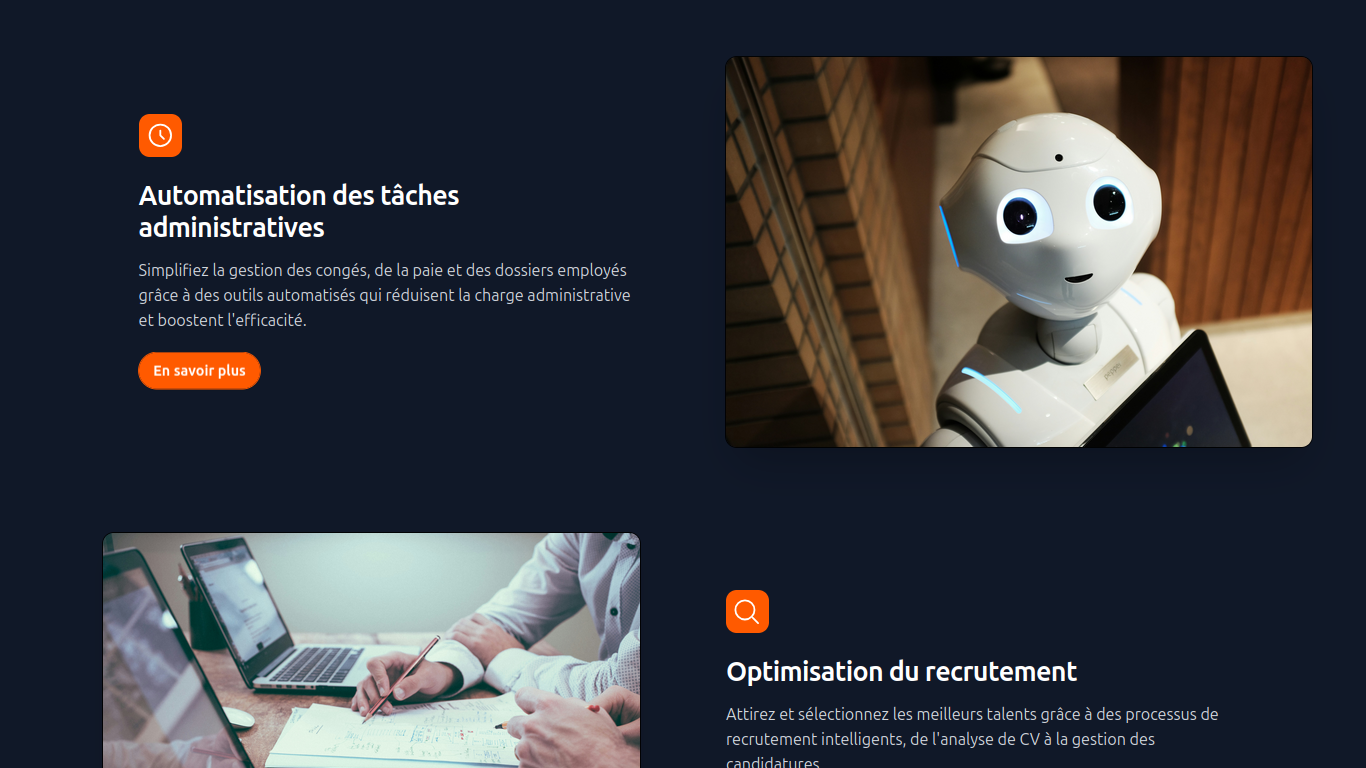 Automatisation des tâches
administratives
Simplifiez la gestion des congés, de la paie et des dossiers employés
grâce à des outils automatisés qui réduisent la charge administrative
et boostent l'efficacité.
En savoir plus
pepper
Optimisation du recrutement
Attirez et sélectionnez les meilleurs talents grâce à des processus de
recrutement intelligents, de l'analyse de CV à la gestion des
candidatures